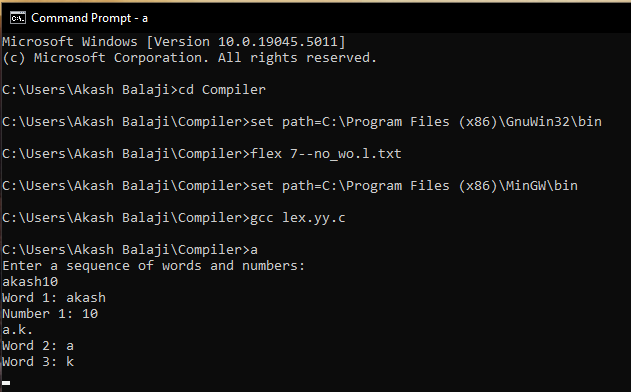 Command Prompt - a
Microsoft Windows [Version 10.0.19045.5011]
(c) Microsoft Corporation. All rights reserved.
C:\Users\Akash Balaji>cd Compiler
C:\Users\Akash Balaji\Compiler>set path=C:\Program Files (x86)\GnuWin32\bin
C:\Users\Akash Balaji\Compiler>flex 7--no_wo.l.txt
C:\Users\Akash Balaji\Compiler>set path=C:\Program Files (x86)\MinGW\bin
C:\Users\Akash Balaji\Compiler>gcc lex.yy.c
C:\Users\Akash Balaji\Compiler>a
Enter a sequence of words and numbers:
akash10
Word 1: akash
Number 1: 10
a.k.
Word 2: a
Word 3: k